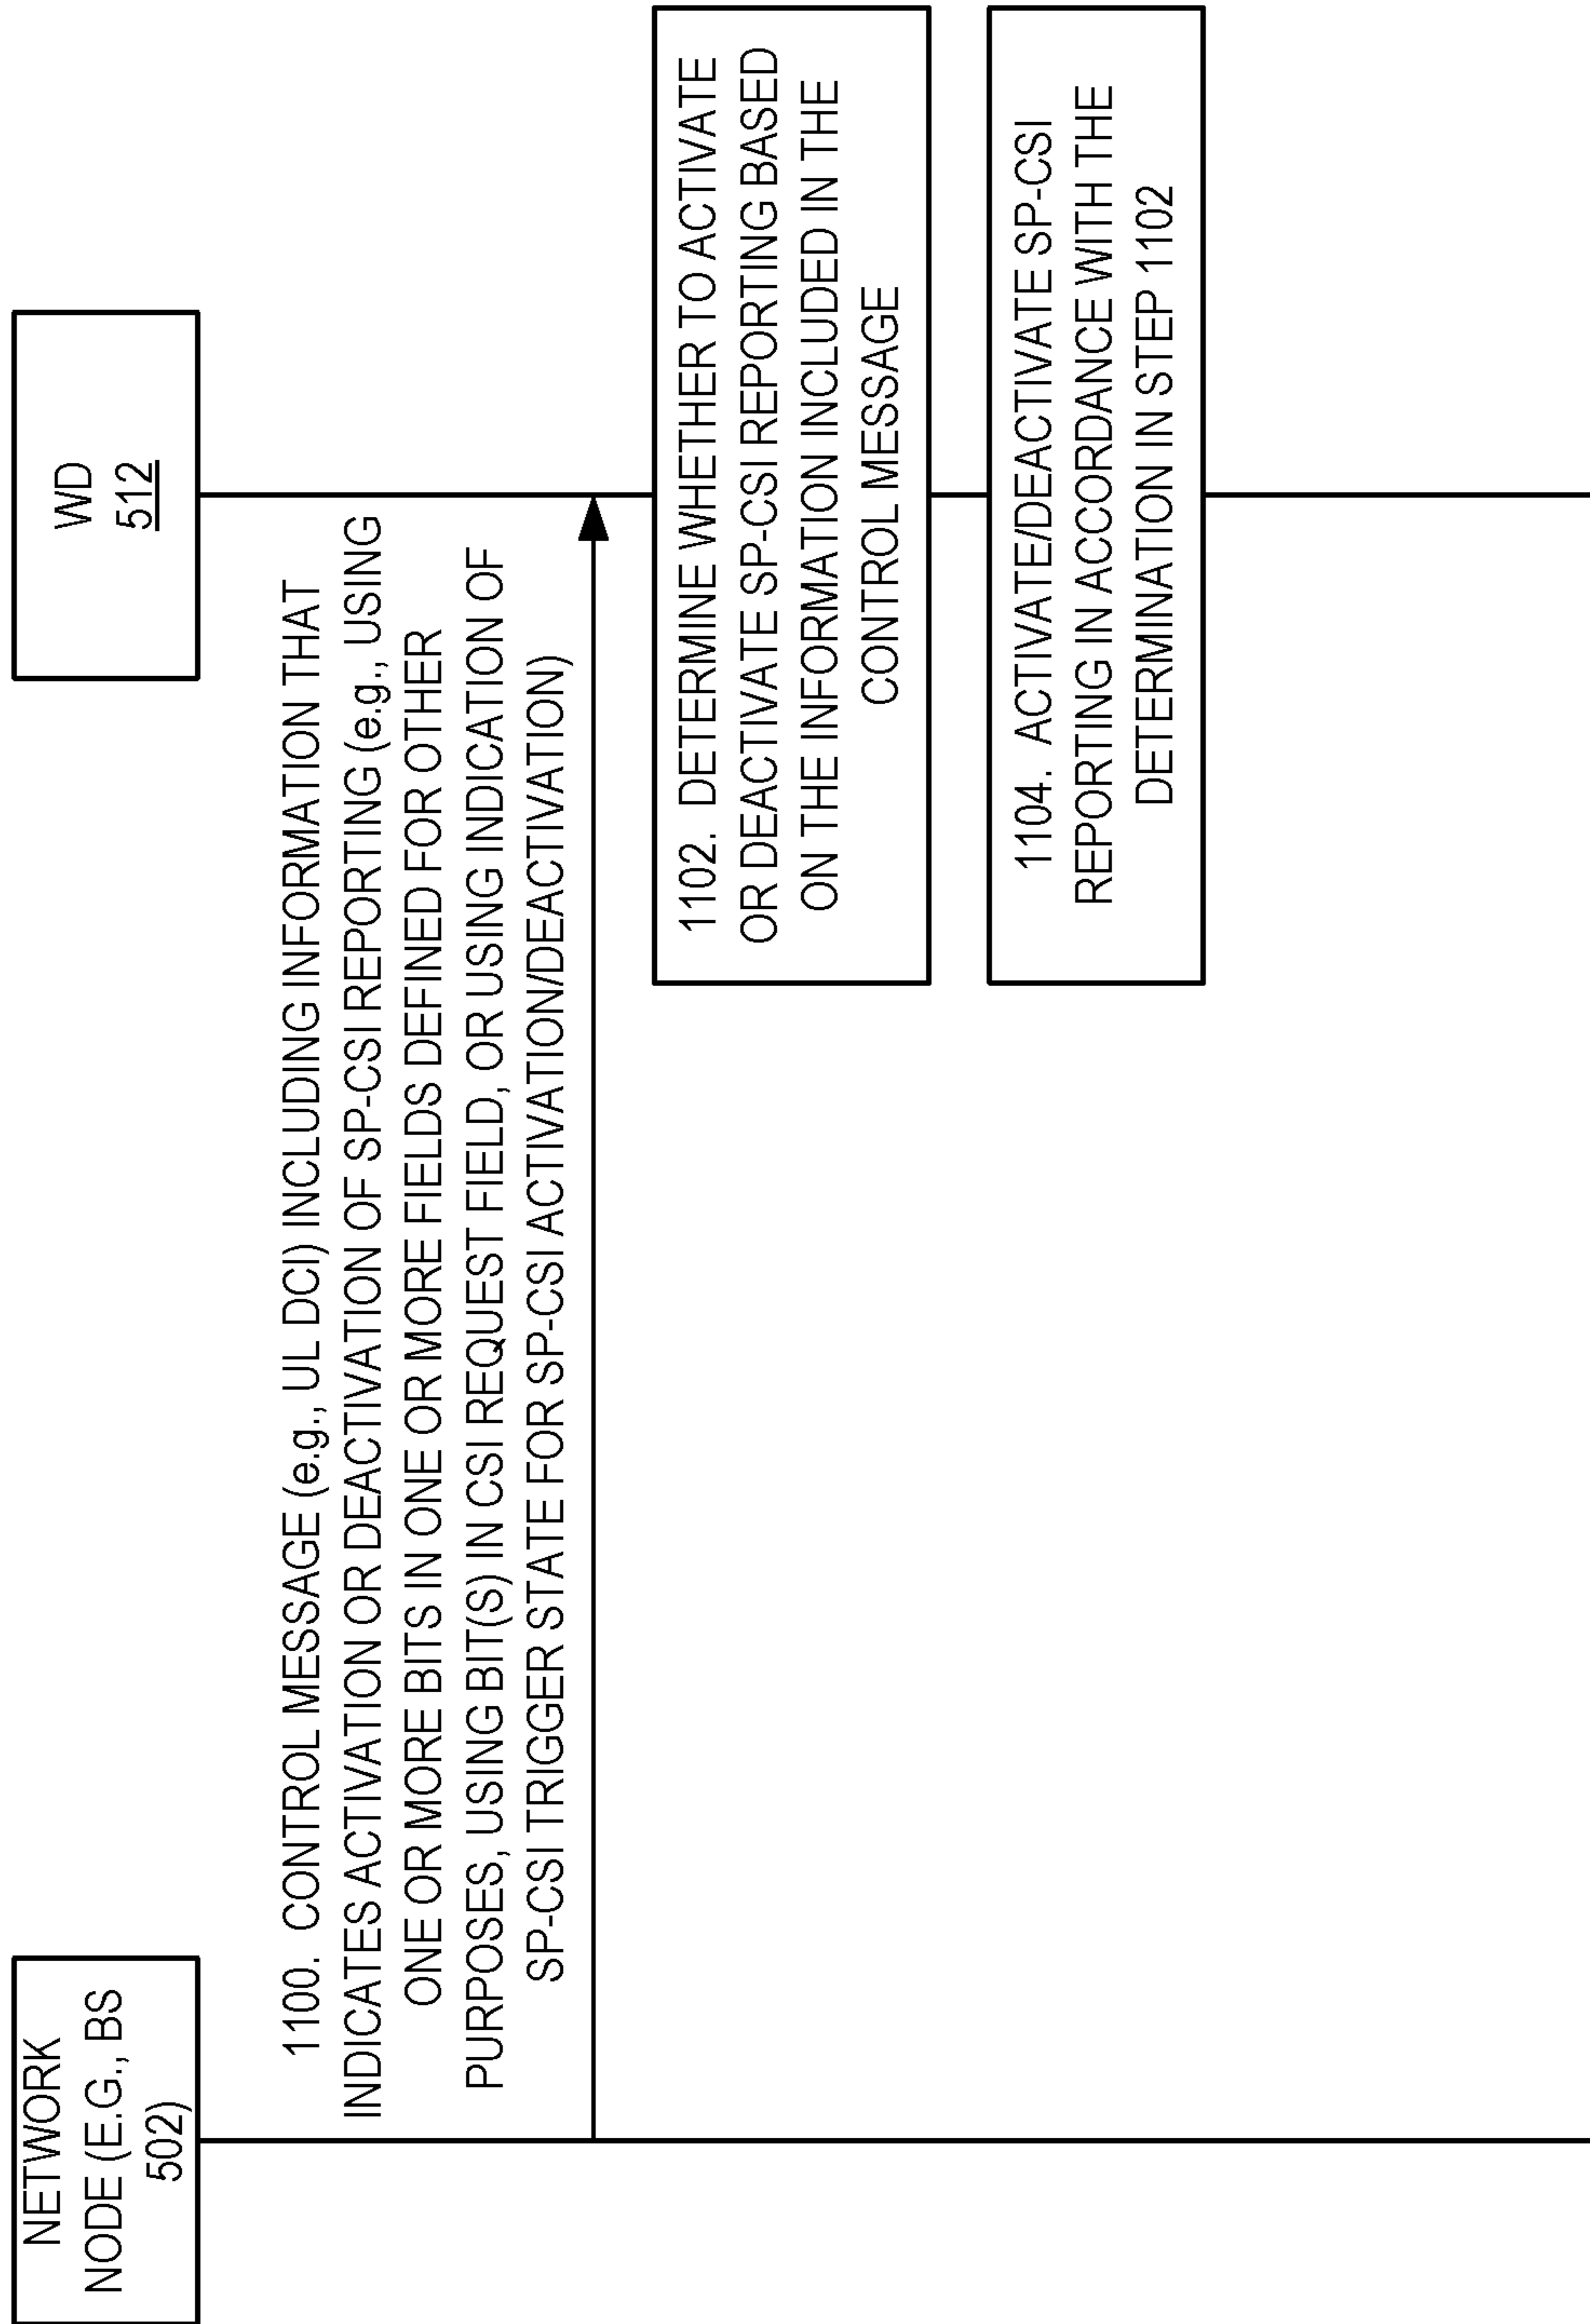 NETWORK
NODE (E.G., BS
502)
WD
512
1100. CONTROL MESSAGE (e.g., UL DCI) INCLUDING INFORMATION THAT
INDICATES ACTIVATION OR DEACTIVATION OF SP-CSI REPORTING (e.g., USING
ONE OR MORE BITS IN ONE OR MORE FIELDS DEFINED FOR OTHER
PURPOSES, USING BIT(S) IN CSI REQUEST FIELD, OR USING INDICATION OF
SP-CSI TRIGGER STATE FOR SP-CSI ACTIVATION/DEACTIVATION)
1102. DETERMINE WHETHER TO ACTIVATE
OR DEACTIVATE SP-CSI REPORTING BASED
ON THE INFORMATION INCLUDED IN THE
CONTROL MESSAGE
1104. ACTIVATE/DEACTIVATE SP-CSI
REPORTING IN ACCORDANCE WITH THE
DETERMINATION IN STEP 1102